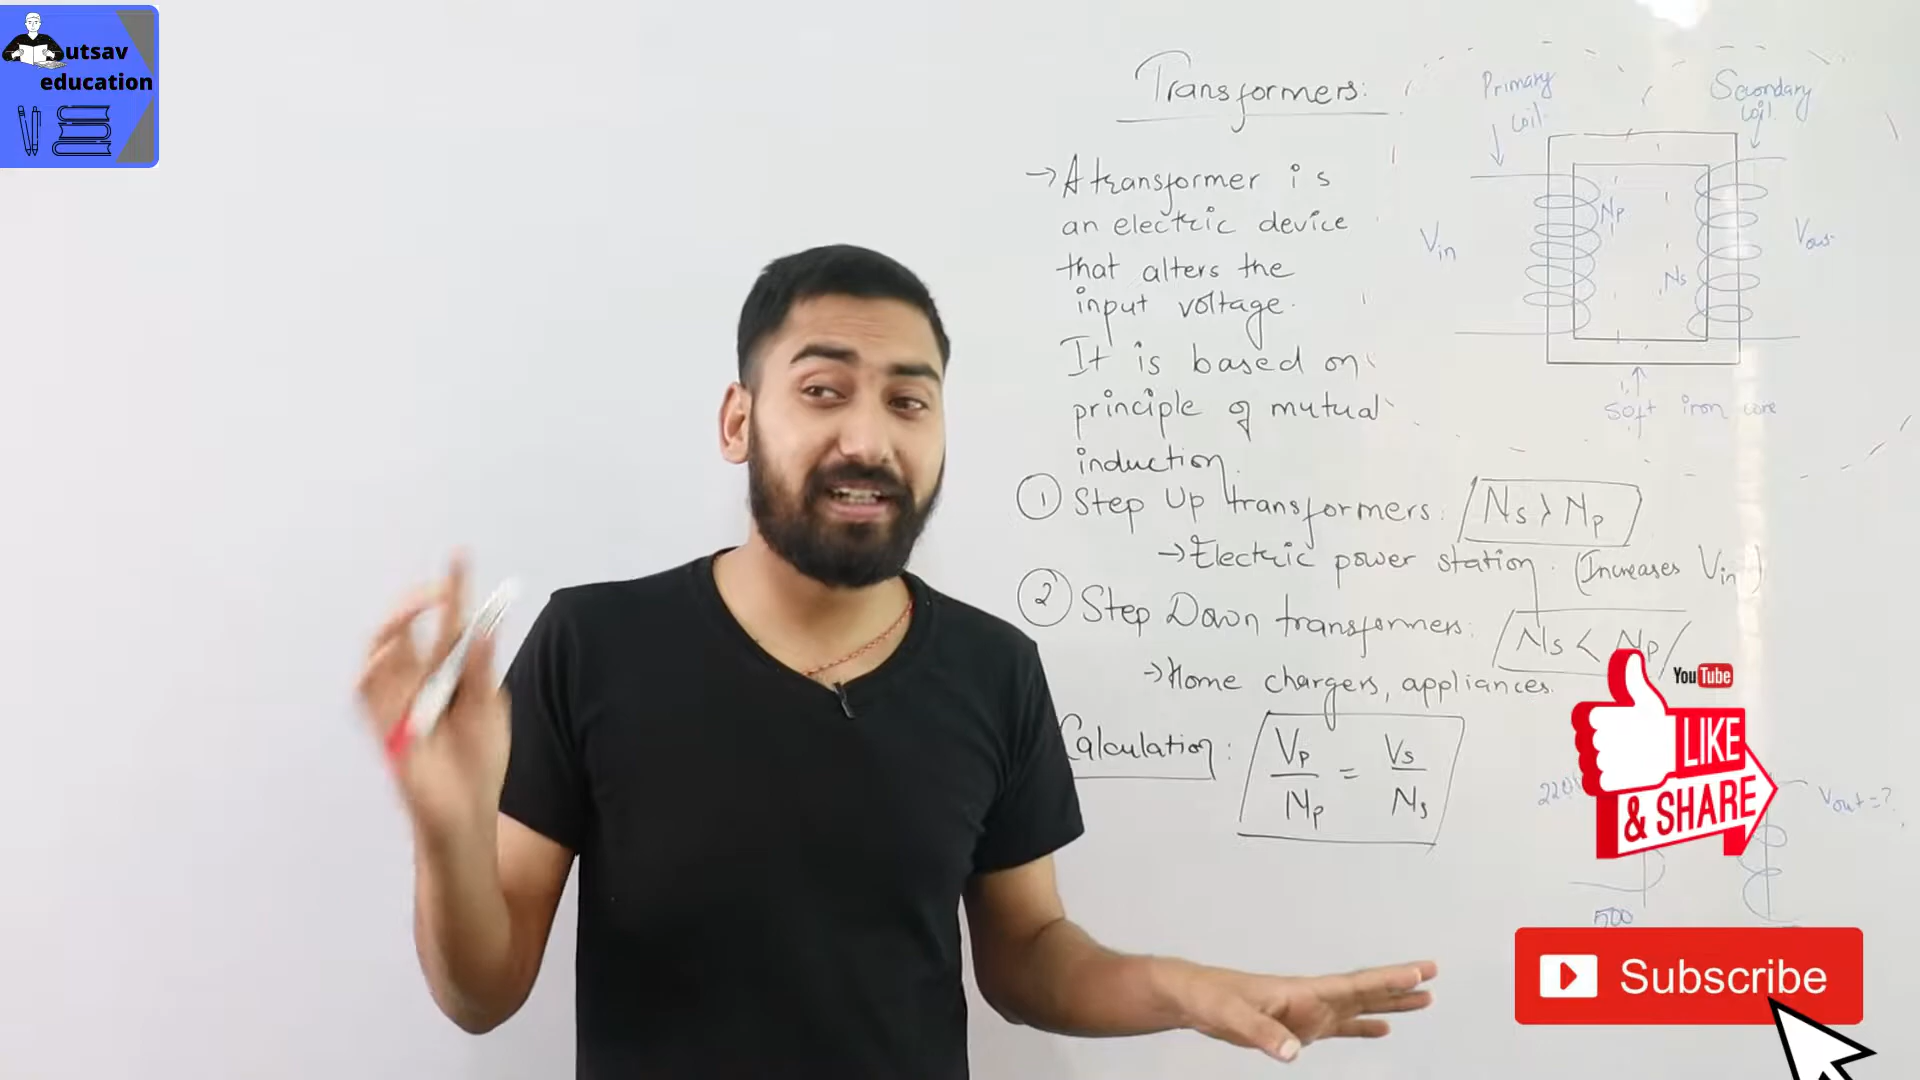 utsav
education
Transformers:
→ A transformer is
an electric device
that alters the
input voltage.
It is based on
principle of mutual
induction.
① Step Up transformers: Ns > Np
→ Electric power station. (Increases Vin)
② Step Down transformers: Ns < Np
→ Home chargers, appliances.
Calculation: Vp/Np = Vs/Ns
Primary
coil.
Secondary
coil.
Vin
Np
Ns
Vout
soft iron core
Vout = ?
500
YouTube
LIKE
& SHARE
Subscribe